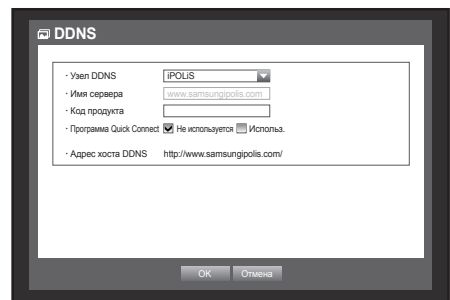 DDNS
· Узел DDNS iPOLiS
· Имя сервера www.samsungipolis.com
· Код продукта
· Программа Quick Connect Не используется Использ.
· Адрес хоста DDNS http://www.samsungipolis.com/
OK Отмена